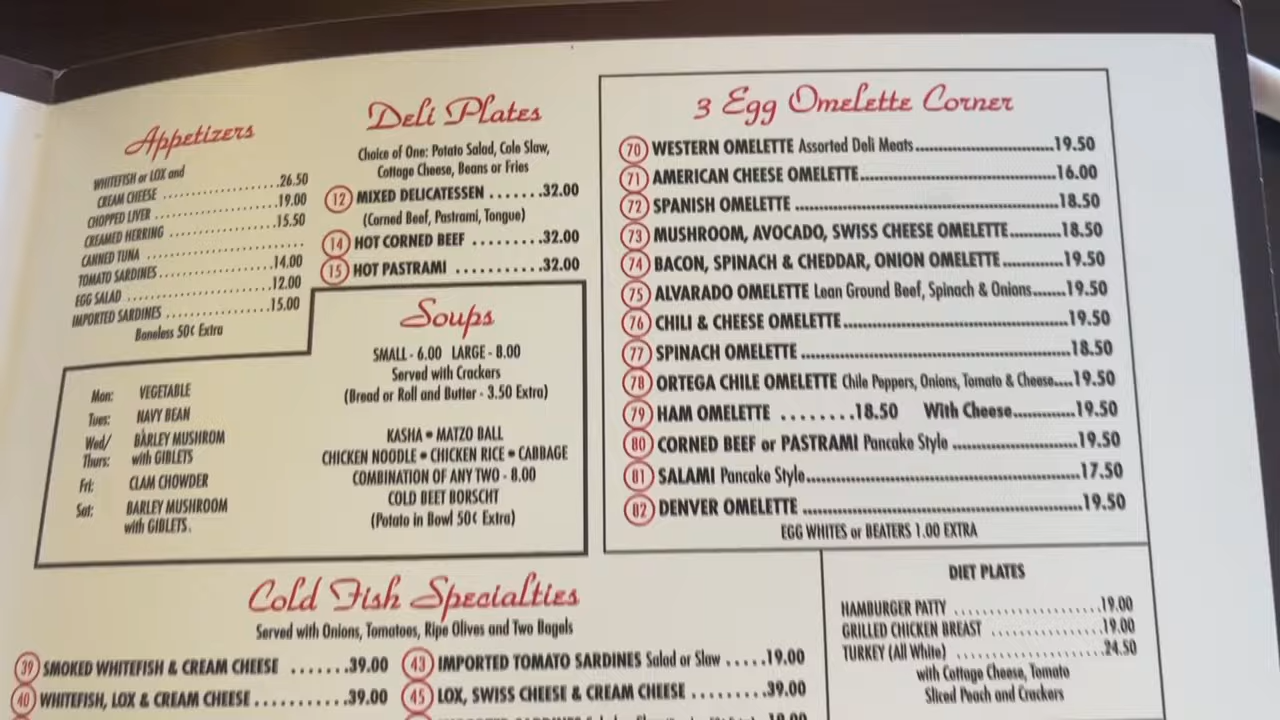 Appetizers
WHITEFISH or LOX and
CREAM CHEESE ..................26.50
CHOPPED LIVER ..................19.00
CREAMED HERRING ..................15.50
CANNED TUNA ........................
TOMATO SARDINES..................14.00
EGG SALAD ........................12.00
IMPORTED SARDINES ..................15.00
Boneless 50¢ Extra
Deli Plates
Choice of One: Potato Salad, Cole Slaw,
Cottage Cheese, Beans or Fries
12 MIXED DELICATESSEN .......32.00
(Corned Beef, Pastrami, Tongue)
14 HOT CORNED BEEF .........32.00
15 HOT PASTRAMI ...........32.00
Soups
SMALL - 6.00 LARGE - 8.00
Served with Crackers
(Bread or Roll and Butter - 3.50 Extra)
KASHA • MATZO BALL
CHICKEN NOODLE • CHICKEN RICE • CABBAGE
COMBINATION OF ANY TWO - 8.00
COLD BEET BORSCHT
(Potato in Bowl 50¢ Extra)
Mon: VEGETABLE
Tues: NAVY BEAN
Wed/ BARLEY MUSHROM
Thurs: with GIBLETS
Fri: CLAM CHOWDER
Sat: BARLEY MUSHROOM
with GIBLETS.
3 Egg Omelette Corner
70 WESTERN OMELETTE Assorted Deli Meats..............................19.50
71 AMERICAN CHEESE OMELETTE..........................................16.00
72 SPANISH OMELETTE ........................................................18.50
73 MUSHROOM, AVOCADO, SWISS CHEESE OMELETTE...........18.50
74 BACON, SPINACH & CHEDDAR, ONION OMELETTE.............19.50
75 ALVARADO OMELETTE Lean Ground Beef, Spinach & Onions.......19.50
76 CHILI & CHEESE OMELETTE................................................19.50
77 SPINACH OMELETTE .........................................................18.50
78 ORTEGA CHILE OMELETTE Chile Peppers, Onions, Tomato & Cheese....19.50
79 HAM OMELETTE ........18.50 With Cheese.............19.50
80 CORNED BEEF or PASTRAMI Pancake Style ...........................19.50
81 SALAMI Pancake Style..........................................................17.50
82 DENVER OMELETTE ............................................................19.50
EGG WHITES or BEATERS 1.00 EXTRA
Cold Fish Specialties
Served with Onions, Tomatoes, Ripe Olives and Two Bagels
39 SMOKED WHITEFISH & CREAM CHEESE .......39.00
40 WHITEFISH, LOX & CREAM CHEESE...........39.00
43 IMPORTED TOMATO SARDINES Salad or Slaw .....19.00
45 LOX, SWISS CHEESE & CREAM CHEESE ........39.00
DIET PLATES
HAMBURGER PATTY .....................19.00
GRILLED CHICKEN BREAST ................19.00
TURKEY (All White) .....................24.50
with Cottage Cheese, Tomato
Sliced Peach and Crackers